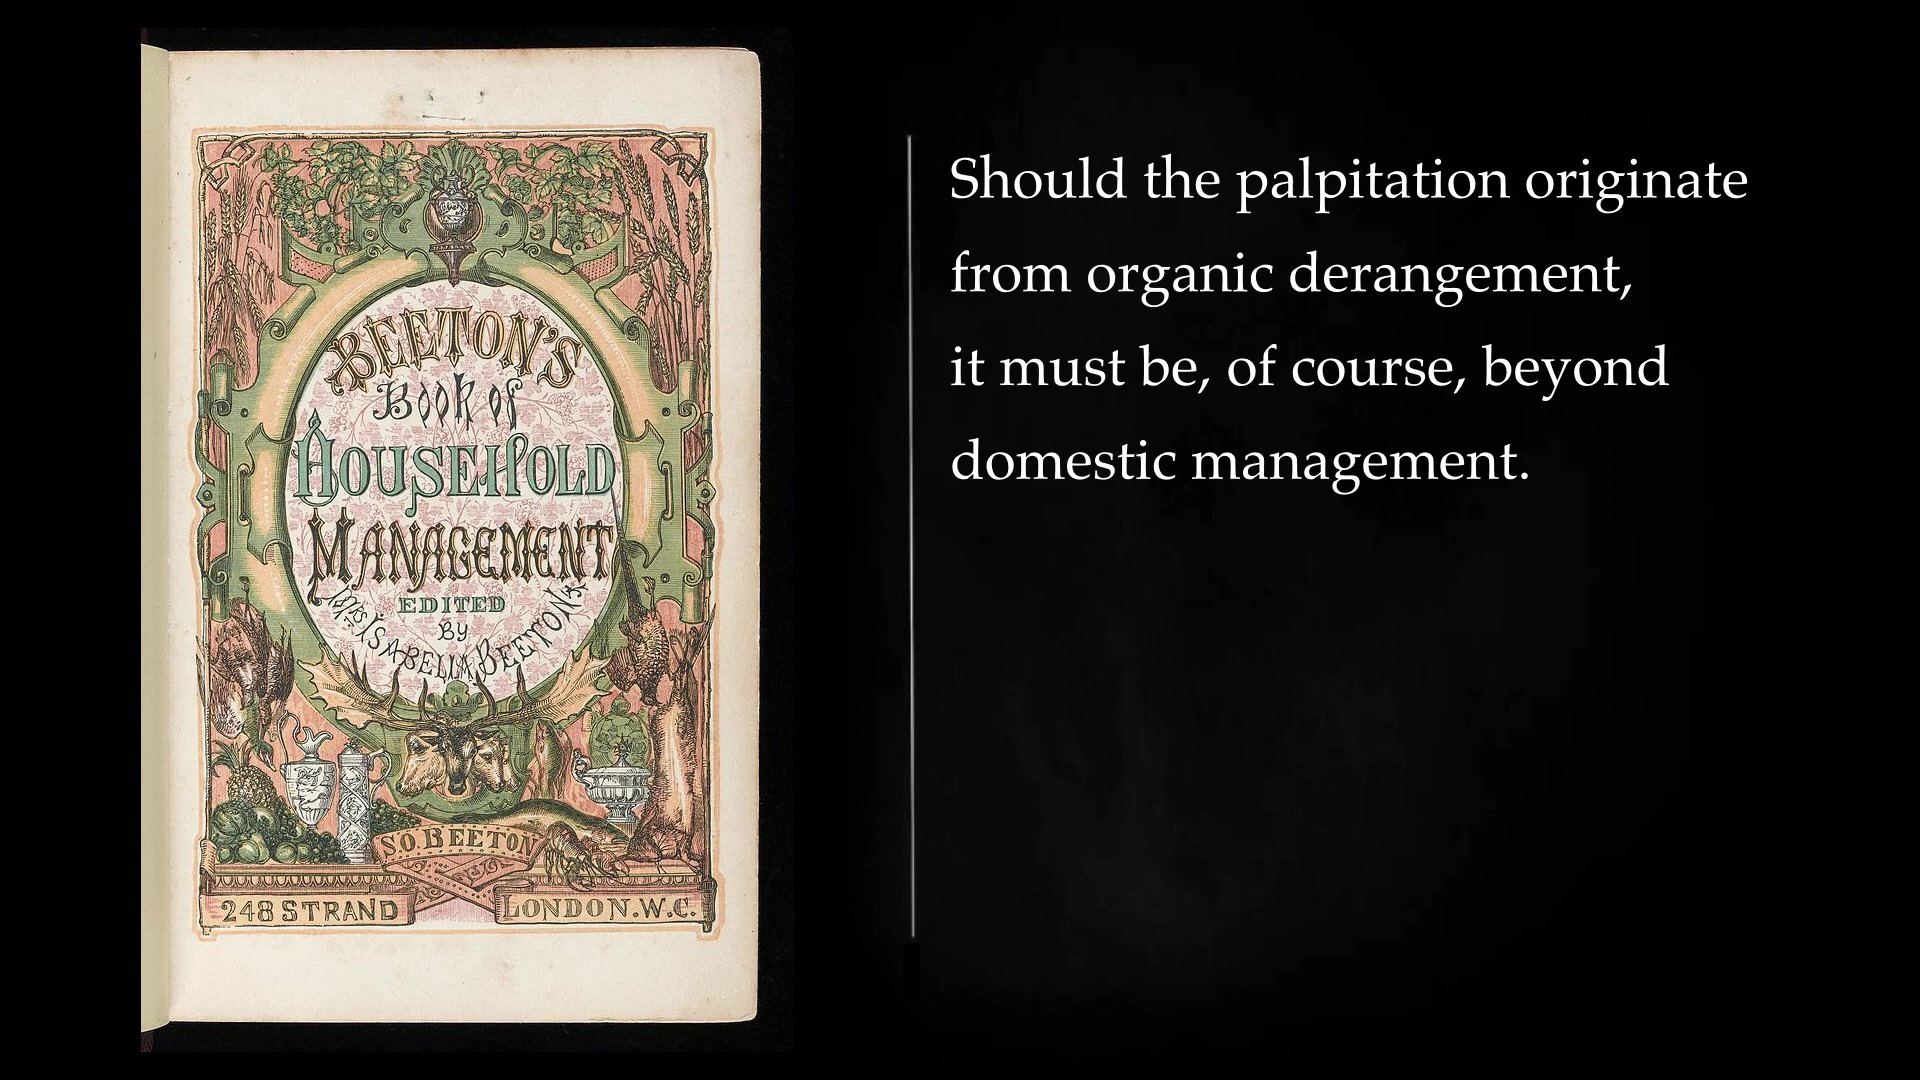 BEETON'S
Book of
HOUSEHOLD
MANAGEMENT
EDITED
BY
MRS ISABELLA BEETON
S.O. BEETON
248 STRAND
LONDON. W.C.
Should the palpitation originate
from organic derangement,
it must be, of course, beyond
domestic management.